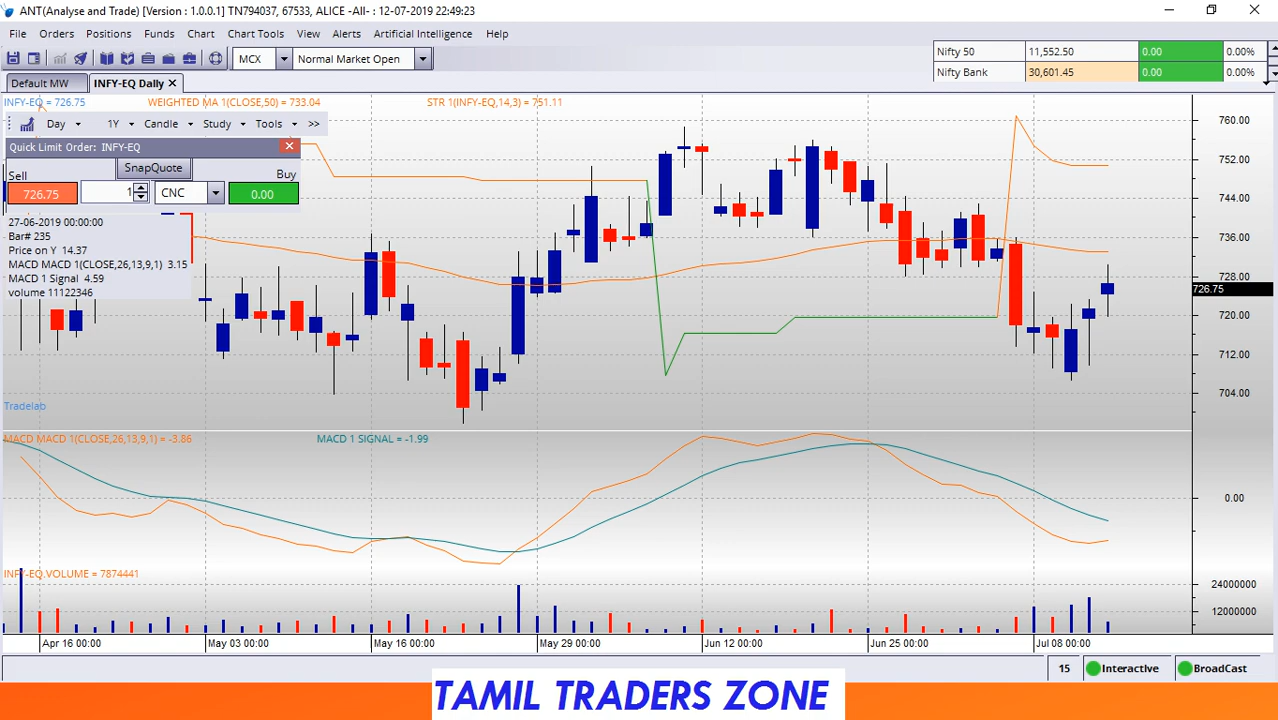 ANT(Analyse and Trade) [Version : 1.0.0.1] TN794037, 67533, ALICE -All- : 12-07-2019 22:49:23
File Orders Positions Funds Chart Chart Tools View Alerts Artificial Intelligence Help
MCX Normal Market Open
Nifty 50 11,552.50 0.00 0.00%
Nifty Bank 30,601.45 0.00 0.00%
Default MW INFY-EQ Daily
INFY-EQ = 726.75 WEIGHTED MA 1(CLOSE,50) = 733.04 STR 1(INFY-EQ,14,3) = 751.11
Day 1Y Candle Study Tools >>
Quick Limit Order: INFY-EQ
SnapQuote
Sell Buy
726.75 1 CNC 0.00
27-06-2019 00:00:00
Bar# 235
Price on Y 14.37
MACD MACD 1(CLOSE,26,13,9,1) 3.15
MACD 1 Signal 4.59
volume 11122346
760.00
752.00
744.00
736.00
728.00
726.75
720.00
712.00
704.00
Tradelab
MACD MACD 1(CLOSE,26,13,9,1) = -3.86 MACD 1 SIGNAL = -1.99
0.00
INFY-EQ.VOLUME = 7874441
24000000
12000000
Apr 16 00:00 May 03 00:00 May 16 00:00 May 29 00:00 Jun 12 00:00 Jun 25 00:00 Jul 08 00:00
15 Interactive BroadCast
TAMIL TRADERS ZONE